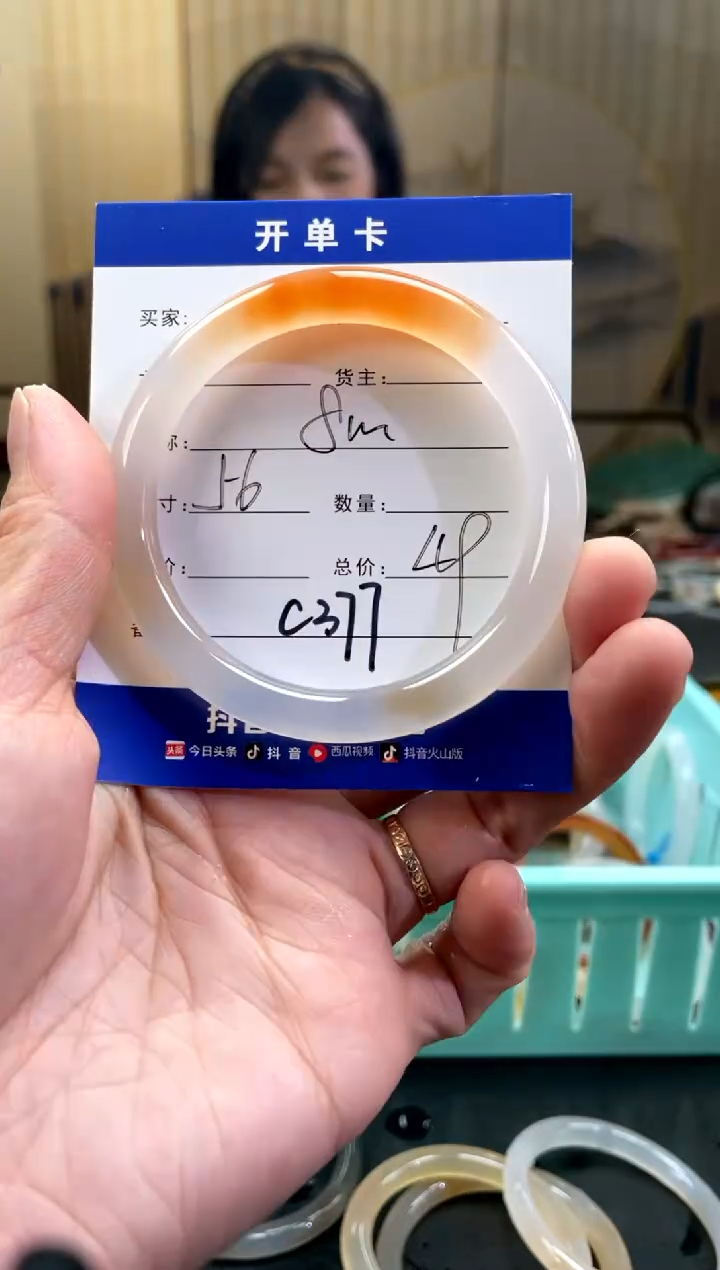 开单卡
买家:
货主:
8m
寸: 56 数量:
总价: 49
C377
今日头条 抖音 西瓜视频 抖音火山版